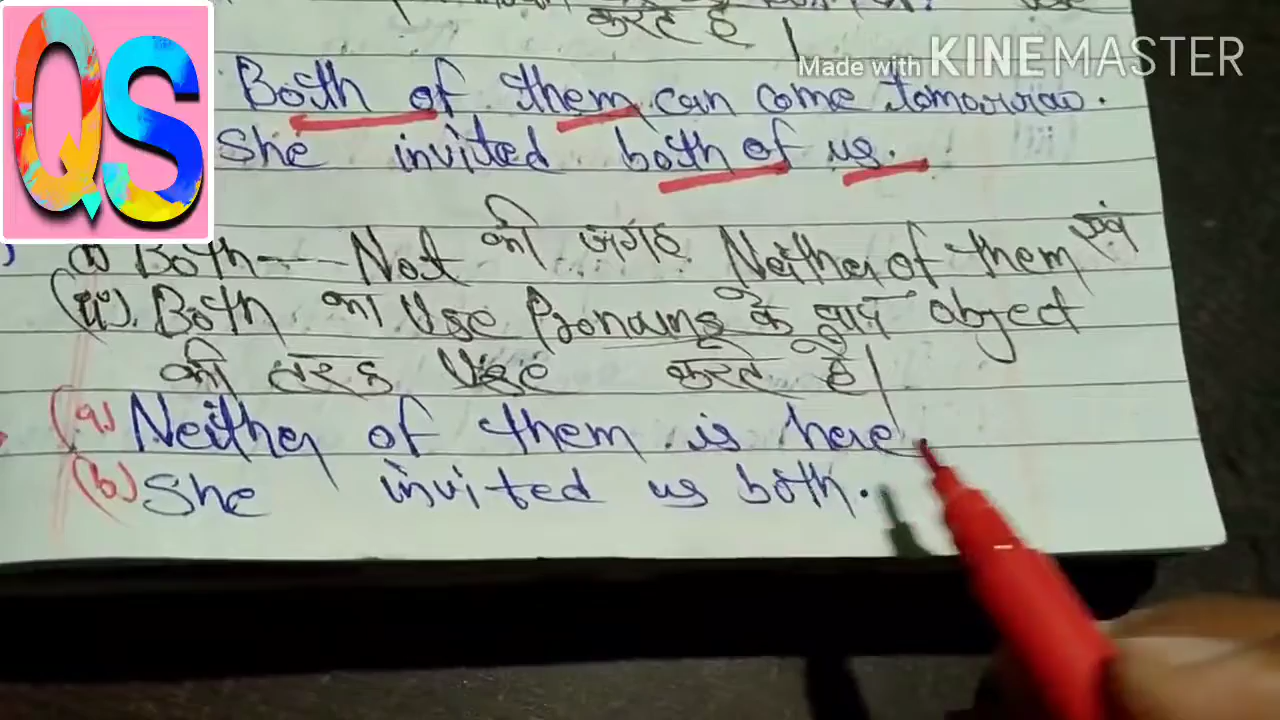 करते है |
Made with KINEMASTER
QS
Both of them can come tomorrow.
She invited both of us.
(i) Both --- Not की जगह Neither of them एवं
(ii). Both का Use Pronouns के बाद object
की तरह Use करते है |
(a) Neither of them is here
(b) She invited us both.